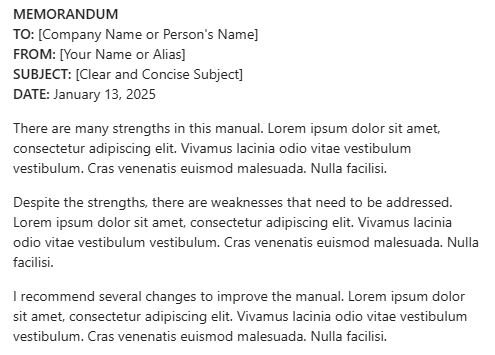 MEMORANDUM
TO: [Company Name or Person's Name]
FROM: [Your Name or Alias]
SUBJECT: [Clear and Concise Subject]
DATE: January 13, 2025
There are many strengths in this manual. Lorem ipsum dolor sit amet,
consectetur adipiscing elit. Vivamus lacinia odio vitae vestibulum
vestibulum. Cras venenatis euismod malesuada. Nulla facilisi.
Despite the strengths, there are weaknesses that need to be addressed.
Lorem ipsum dolor sit amet, consectetur adipiscing elit. Vivamus lacinia
odio vitae vestibulum vestibulum. Cras venenatis euismod malesuada. Nulla
facilisi.
I recommend several changes to improve the manual. Lorem ipsum dolor
sit amet, consectetur adipiscing elit. Vivamus lacinia odio vitae vestibulum
vestibulum. Cras venenatis euismod malesuada. Nulla facilisi.